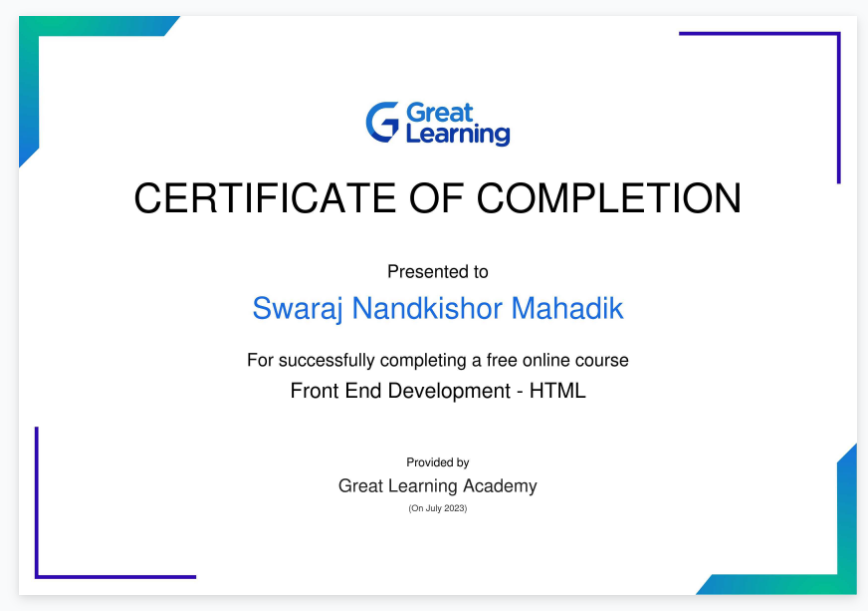 Great
Learning
CERTIFICATE OF COMPLETION
Presented to
Swaraj Nandkishor Mahadik
For successfully completing a free online course
Front End Development - HTML
Provided by
Great Learning Academy
(On July 2023)